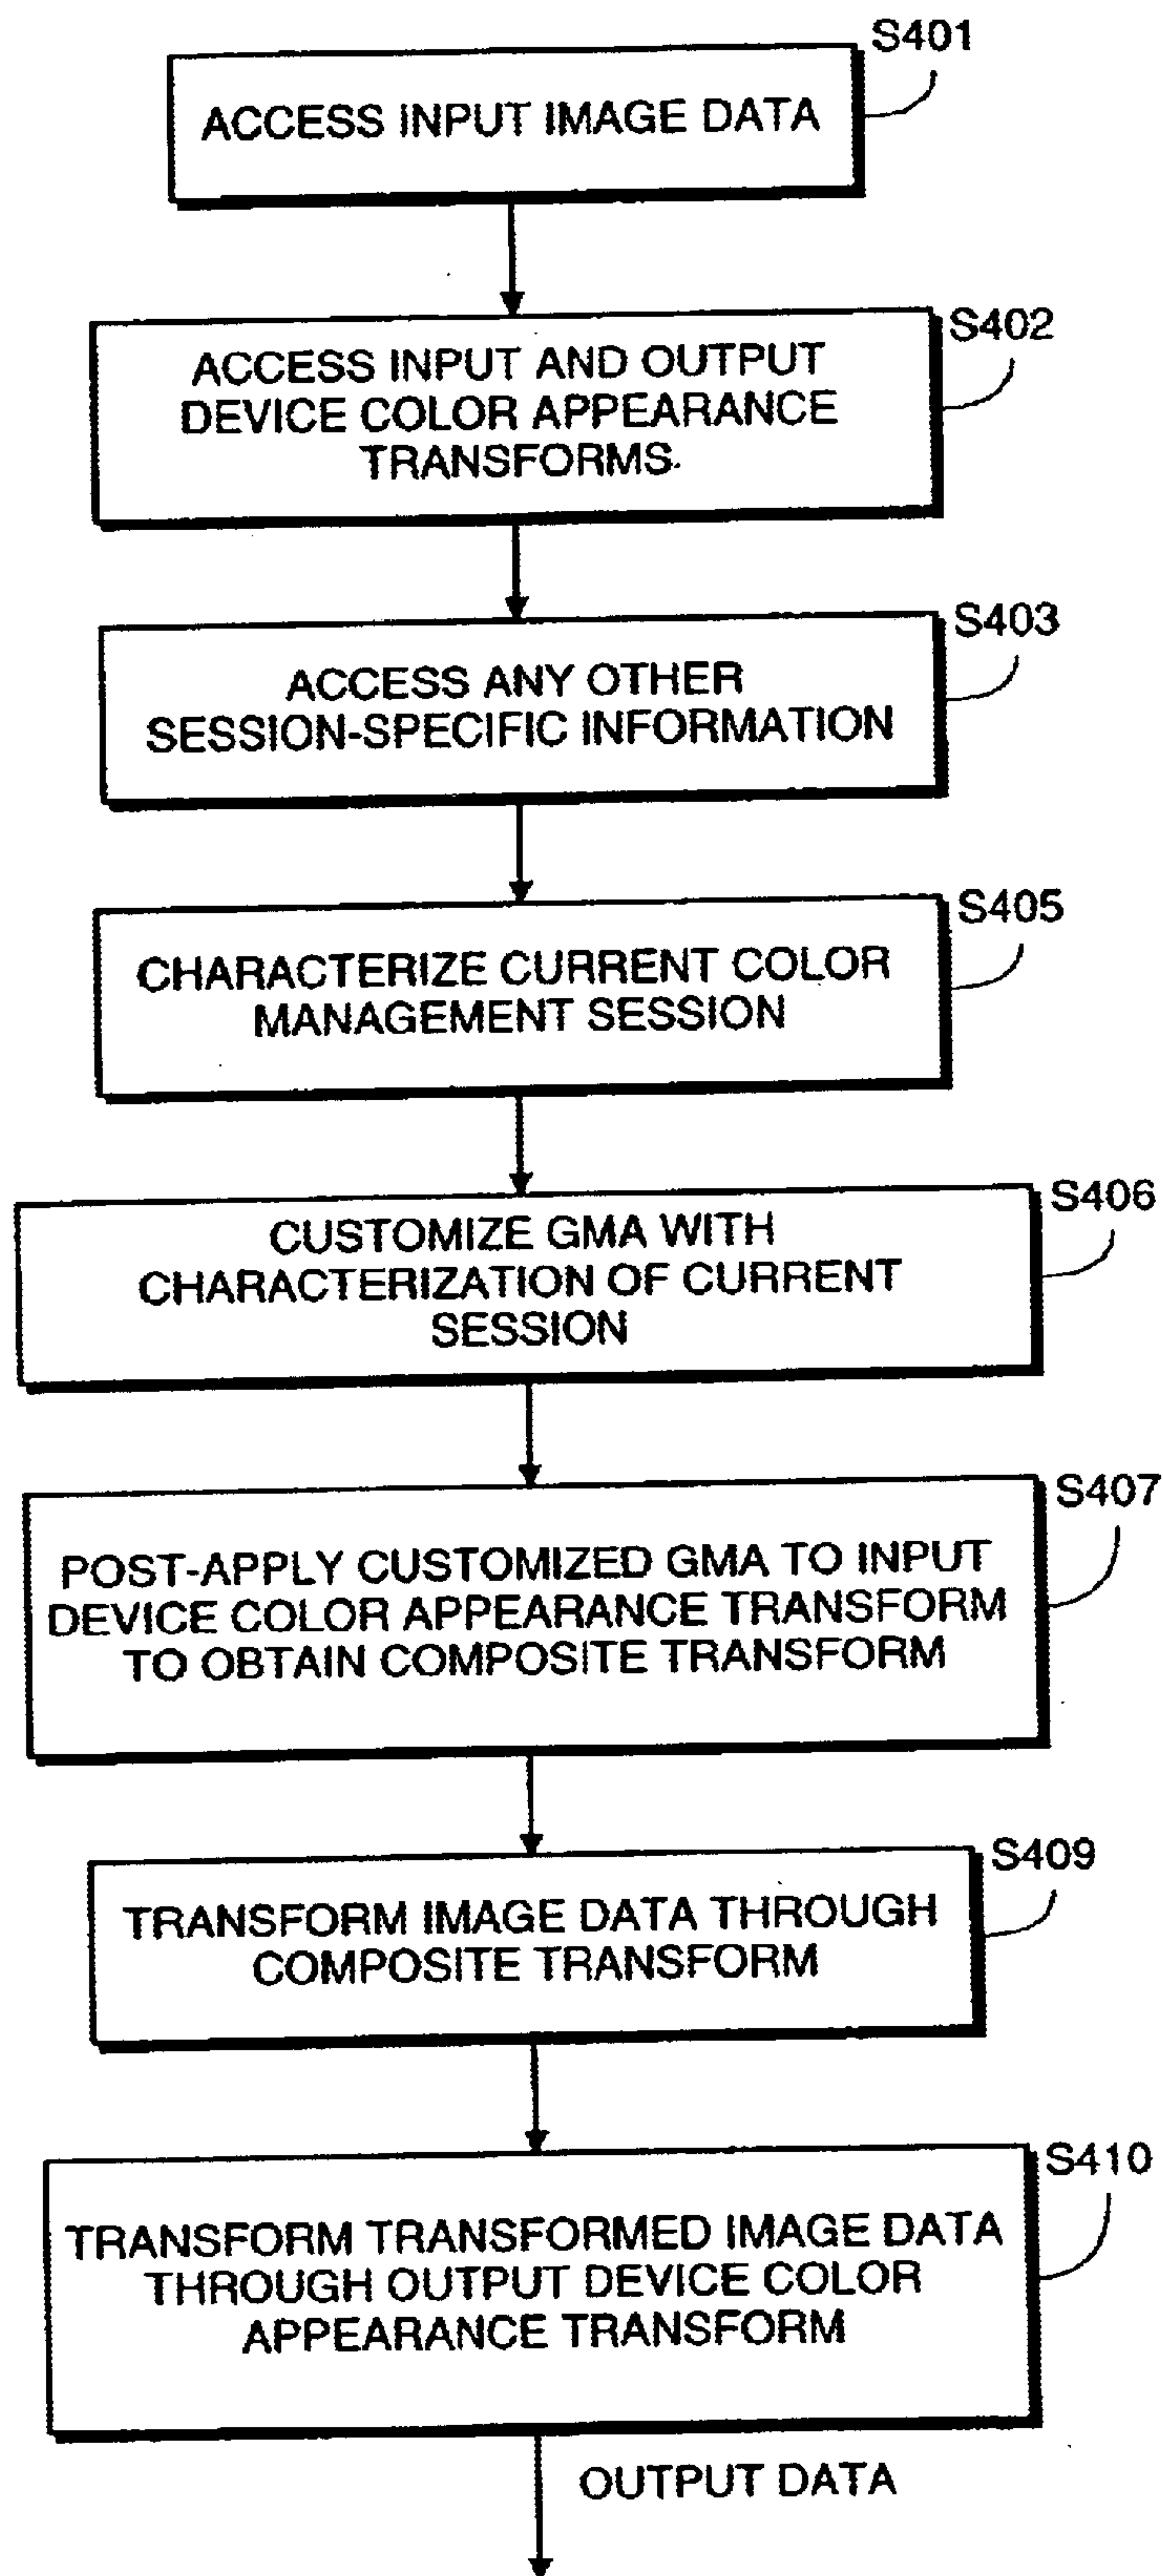 S401
ACCESS INPUT IMAGE DATA
S402
ACCESS INPUT AND OUTPUT
DEVICE COLOR APPEARANCE
TRANSFORMS.
S403
ACCESS ANY OTHER
SESSION-SPECIFIC INFORMATION
S405
CHARACTERIZE CURRENT COLOR
MANAGEMENT SESSION
S406
CUSTOMIZE GMA WITH
CHARACTERIZATION OF CURRENT
SESSION
S407
POST-APPLY CUSTOMIZED GMA TO INPUT
DEVICE COLOR APPEARANCE TRANSFORM
TO OBTAIN COMPOSITE TRANSFORM
S409
TRANSFORM IMAGE DATA THROUGH
COMPOSITE TRANSFORM
S410
TRANSFORM TRANSFORMED IMAGE DATA
THROUGH OUTPUT DEVICE COLOR
APPEARANCE TRANSFORM
OUTPUT DATA